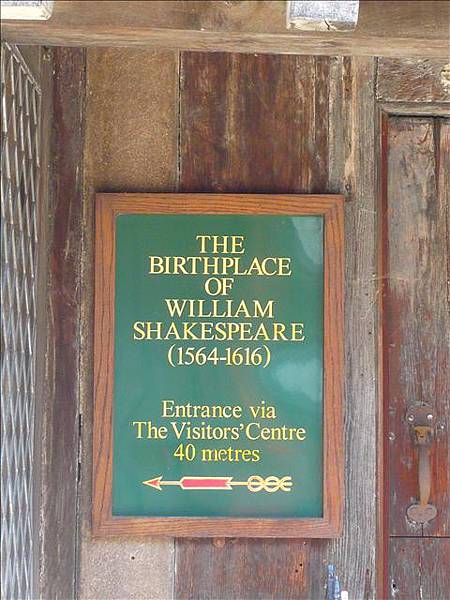 THE
BIRTHPLACE
OF
WILLIAM
SHAKESPEARE
(1564-1616)
Entrance via
The Visitors' Centre
40 metres